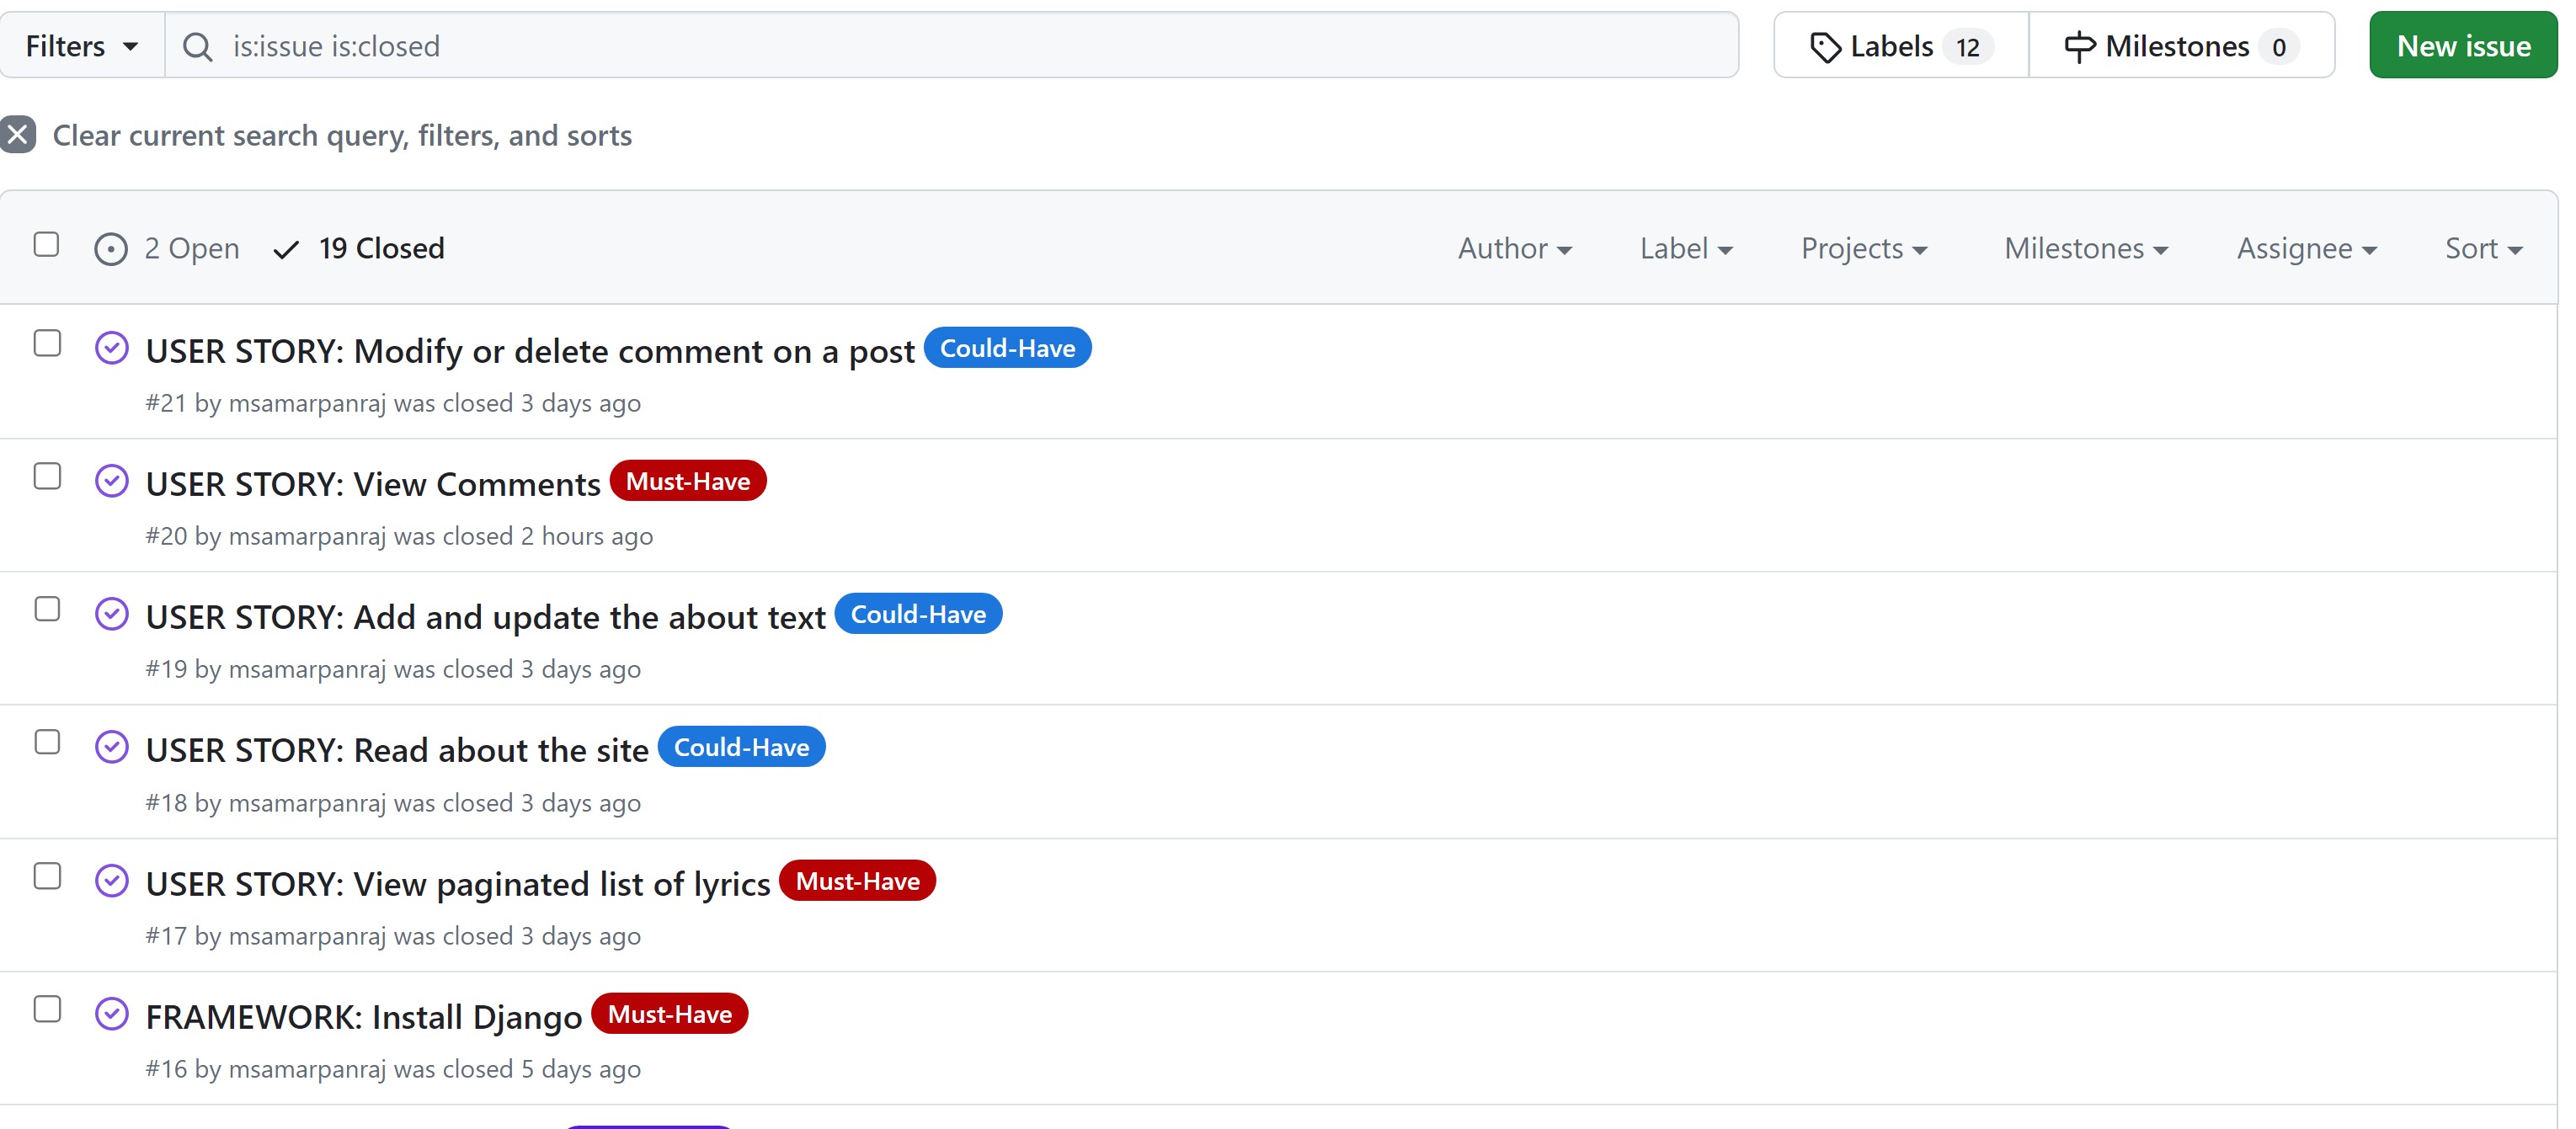 Filters is:issue is:closed Labels 12 Milestones 0 New issue
Clear current search query, filters, and sorts
2 Open 19 Closed Author Label Projects Milestones Assignee Sort
USER STORY: Modify or delete comment on a post Could-Have
#21 by msamarpanraj was closed 3 days ago
USER STORY: View Comments Must-Have
#20 by msamarpanraj was closed 2 hours ago
USER STORY: Add and update the about text Could-Have
#19 by msamarpanraj was closed 3 days ago
USER STORY: Read about the site Could-Have
#18 by msamarpanraj was closed 3 days ago
USER STORY: View paginated list of lyrics Must-Have
#17 by msamarpanraj was closed 3 days ago
FRAMEWORK: Install Django Must-Have
#16 by msamarpanraj was closed 5 days ago